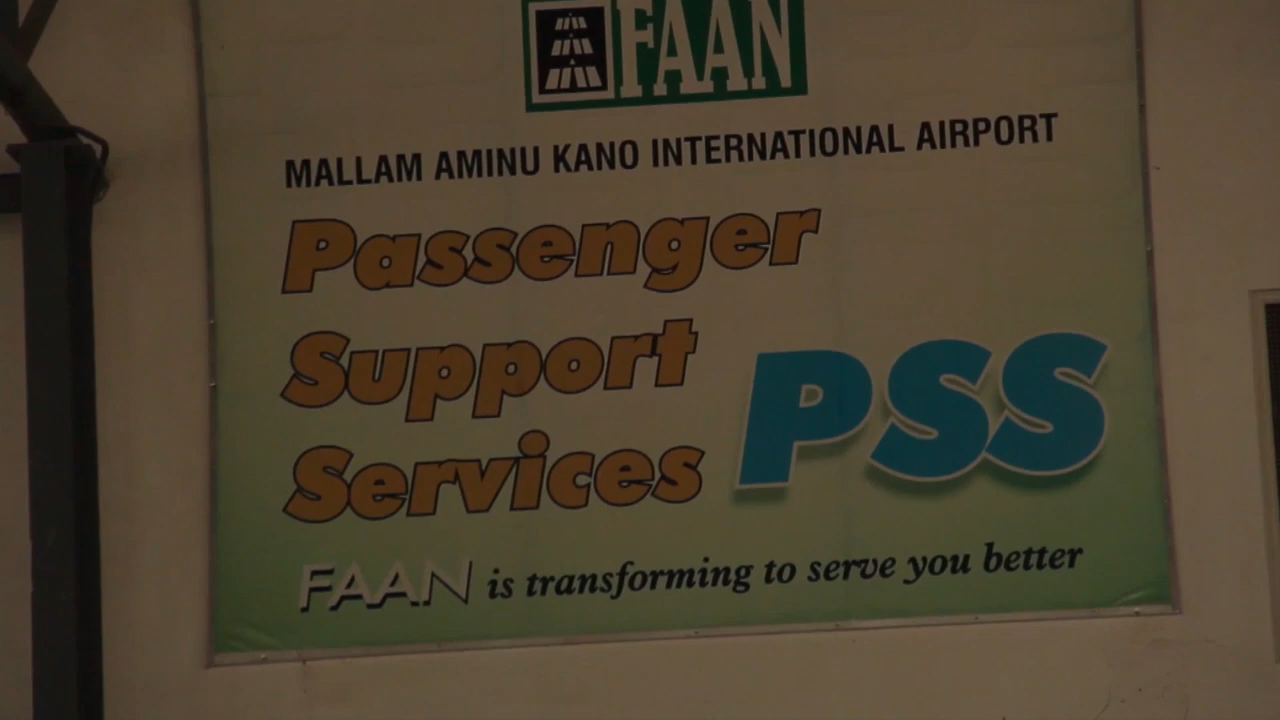 FAAN
MALLAM AMINU KANO INTERNATIONAL AIRPORT
Passenger
Support
Services
PSS
FAAN is transforming to serve you better